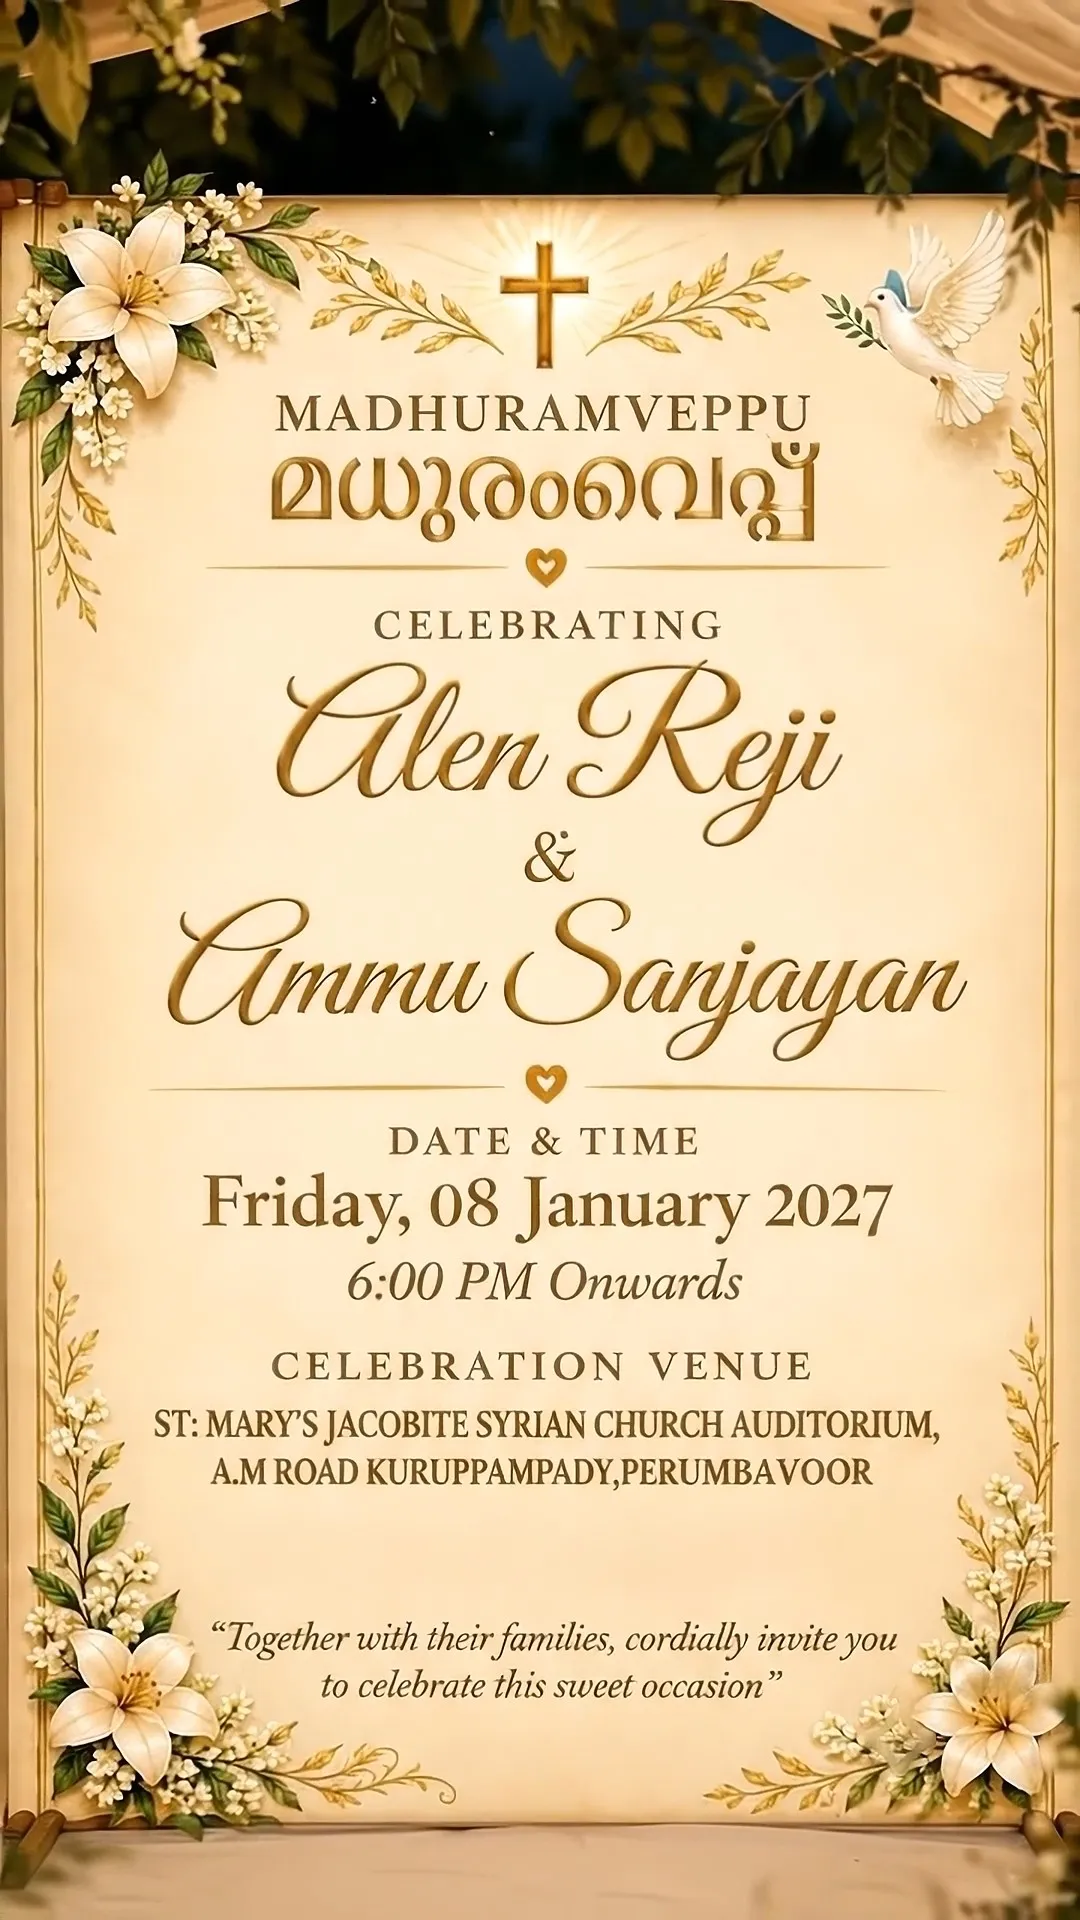 MADHURAMVEPPU
മധുരംവെപ്പ്
CELEBRATING
Alen Reji
&
Ammu Sanjayan
DATE & TIME
Friday, 08 January 2027
6:00 PM Onwards
CELEBRATION VENUE
ST: MARY'S JACOBITE SYRIAN CHURCH AUDITORIUM,
A.M ROAD KURUPPAMPADY,PERUMBAVOOR
“Together with their families, cordially invite you
to celebrate this sweet occasion”